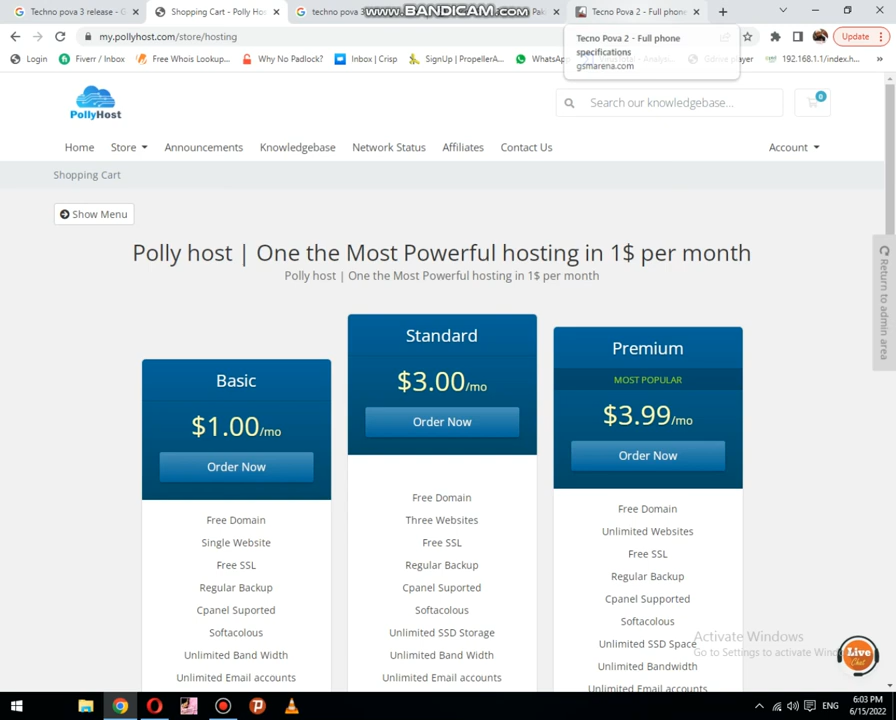 Techno pova 3 release - G
Shopping Cart - Polly Hos
techno pova 3
Pak
www.BANDICAM.com
Tecno Pova 2 - Full phone
my.pollyhost.com/store/hosting
Tecno Pova 2 - Full phone
specifications
gsmarena.com
Update
Login
Fiverr / Inbox
Free Whois Lookup...
Why No Padlock?
Inbox | Crisp
SignUp | PropellerA...
WhatsApp
192.168.1.1/index.h...
PollyHost
Search our knowledgebase...
0
Home
Store
Announcements
Knowledgebase
Network Status
Affiliates
Contact Us
Account
Shopping Cart
Show Menu
Return to admin area
Polly host | One the Most Powerful hosting in 1$ per month
Polly host | One the Most Powerful hosting in 1$ per month
Basic
$1.00/mo
Order Now
Free Domain
Single Website
Free SSL
Regular Backup
Cpanel Suported
Softacolous
Unlimited Band Width
Unlimited Email accounts
Standard
$3.00/mo
Order Now
Free Domain
Three Websites
Free SSL
Regular Backup
Cpanel Suported
Softacolous
Unlimited SSD Storage
Unlimited Band Width
Unlimited Email accounts
Premium
MOST POPULAR
$3.99/mo
Order Now
Free Domain
Unlimited Websites
Free SSL
Regular Backup
Cpanel Supported
Softacolous
Unlimited SSD Space
Unlimited Bandwidth
Unlimited Email accounts
Activate Windows
Go to Settings to activate Wind
Live
Chat
ENG
6:03 PM
6/15/2022